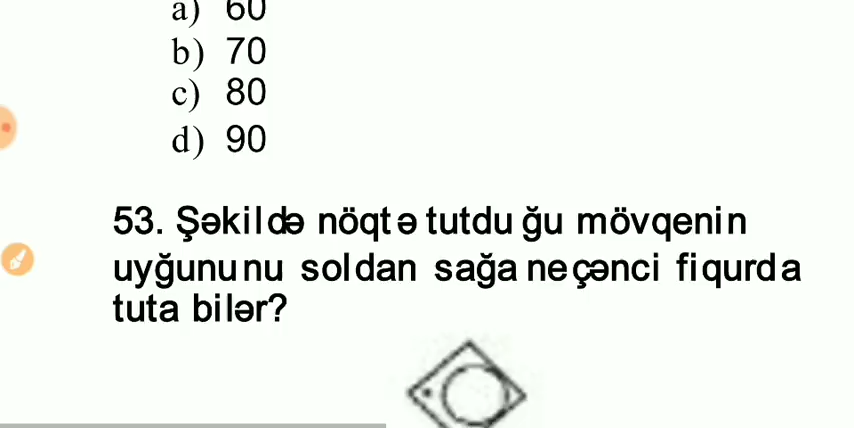 a) 60
b) 70
c) 80
d) 90
53. Şəkildə nöqtə tutduğu mövqenin
uyğununu soldan sağa neçənci fiqurda
tuta bilər?